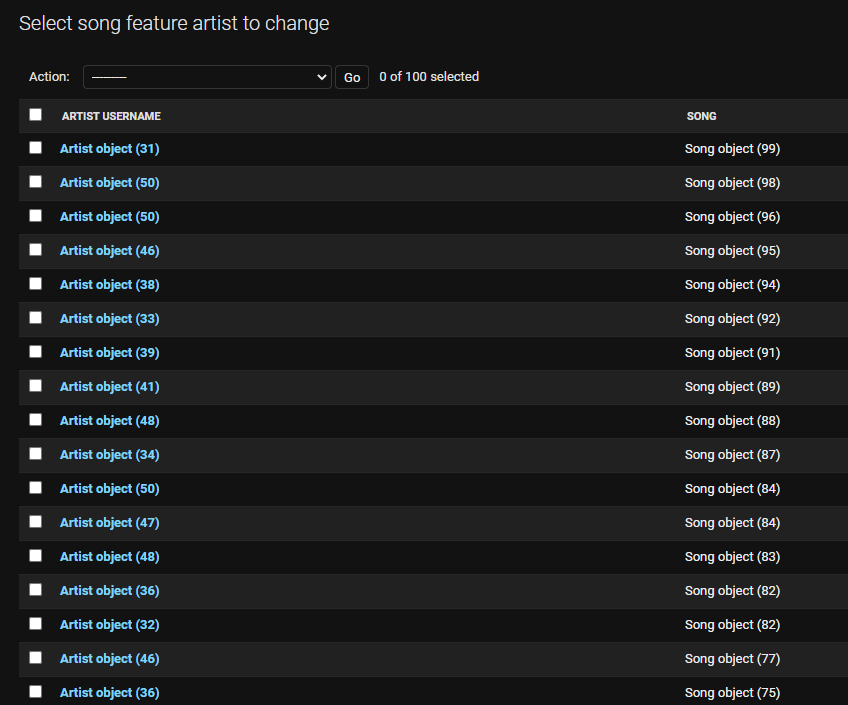 Select song feature artist to change
Action: --------- Go 0 of 100 selected
ARTIST USERNAME SONG
Artist object (31) Song object (99)
Artist object (50) Song object (98)
Artist object (50) Song object (96)
Artist object (46) Song object (95)
Artist object (38) Song object (94)
Artist object (33) Song object (92)
Artist object (39) Song object (91)
Artist object (41) Song object (89)
Artist object (48) Song object (88)
Artist object (34) Song object (87)
Artist object (50) Song object (84)
Artist object (47) Song object (84)
Artist object (48) Song object (83)
Artist object (36) Song object (82)
Artist object (32) Song object (82)
Artist object (46) Song object (77)
Artist object (36) Song object (75)